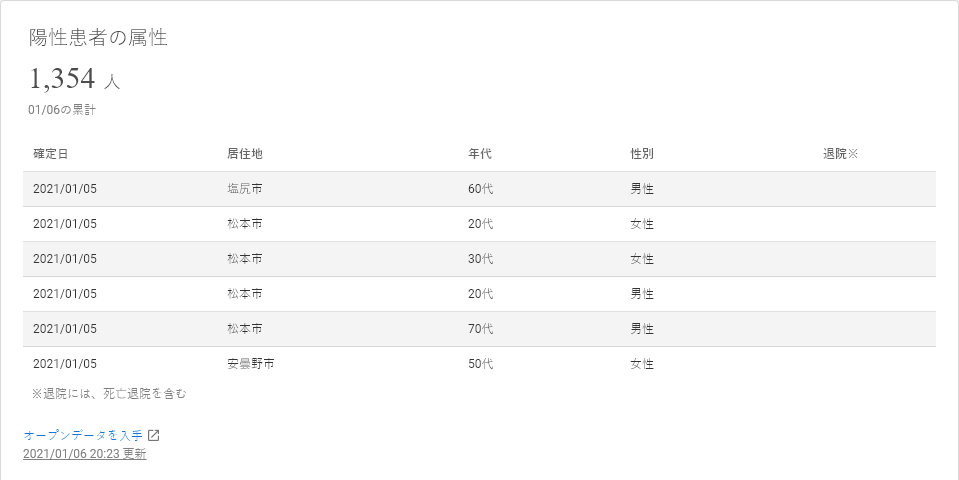 陽性患者の属性
1,354 人
01/06の累計
確定日 居住地 年代 性別 退院※
2021/01/05 塩尻市 60代 男性
2021/01/05 松本市 20代 女性
2021/01/05 松本市 30代 女性
2021/01/05 松本市 20代 男性
2021/01/05 松本市 70代 男性
2021/01/05 安曇野市 50代 女性
※退院には、死亡退院を含む
オープンデータを入手
2021/01/06 20:23 更新